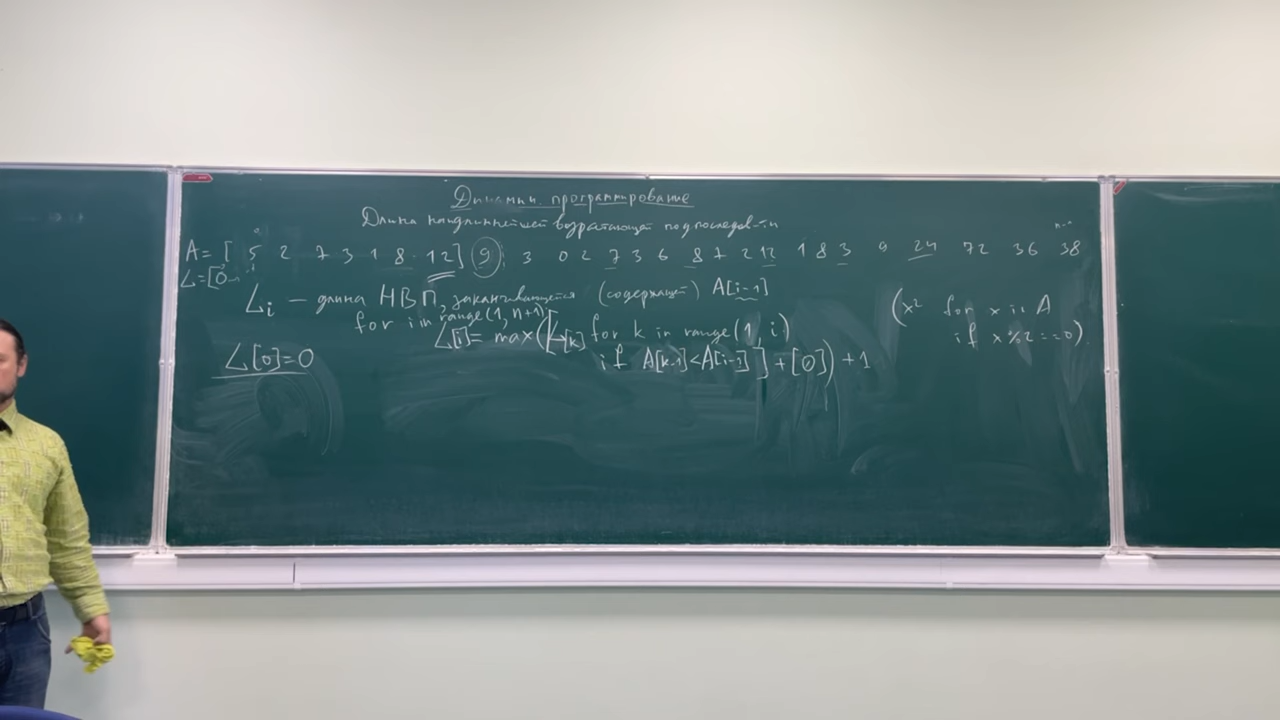 Динамич. программирование
Длина наидлиннейшей возрастающей подпоследов-ти
A = [ 5 2 7 3 1 8 12] 9, 3 0 2 7 3 6 8 7 2 12 1 8 3 9 24 72 36 38
L=[0
Li — длина НВП, заканчивающейся (содержащей) A[i-1]
for i in range(1, n+1)
L[i]= max([L[k] for k in range(1, i)
if A[k-1]<A[i-1]]+[0])+1
L[0]=0
(x² for x in A
if x%2==0)